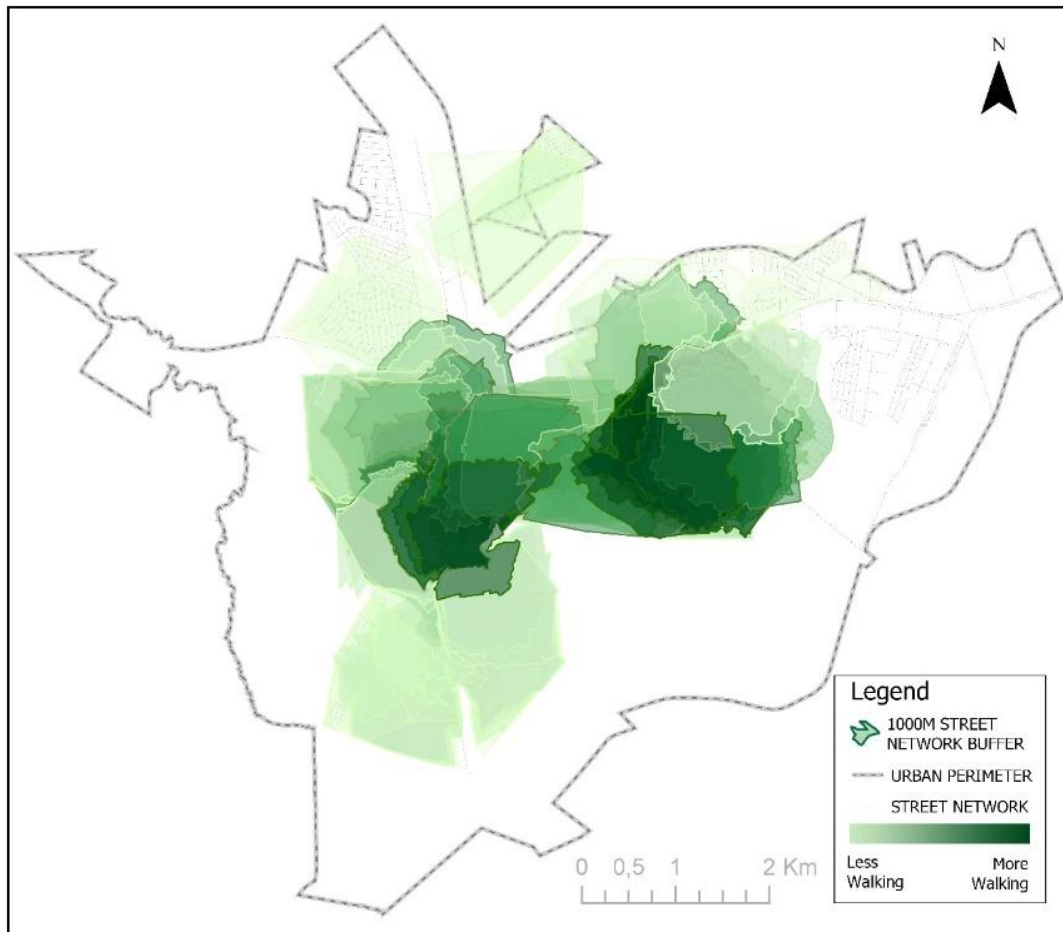 N
Legend
1000M STREET
NETWORK BUFFER
URBAN PERIMETER
STREET NETWORK
Less
Walking
More
Walking
0 0,5 1 2 Km